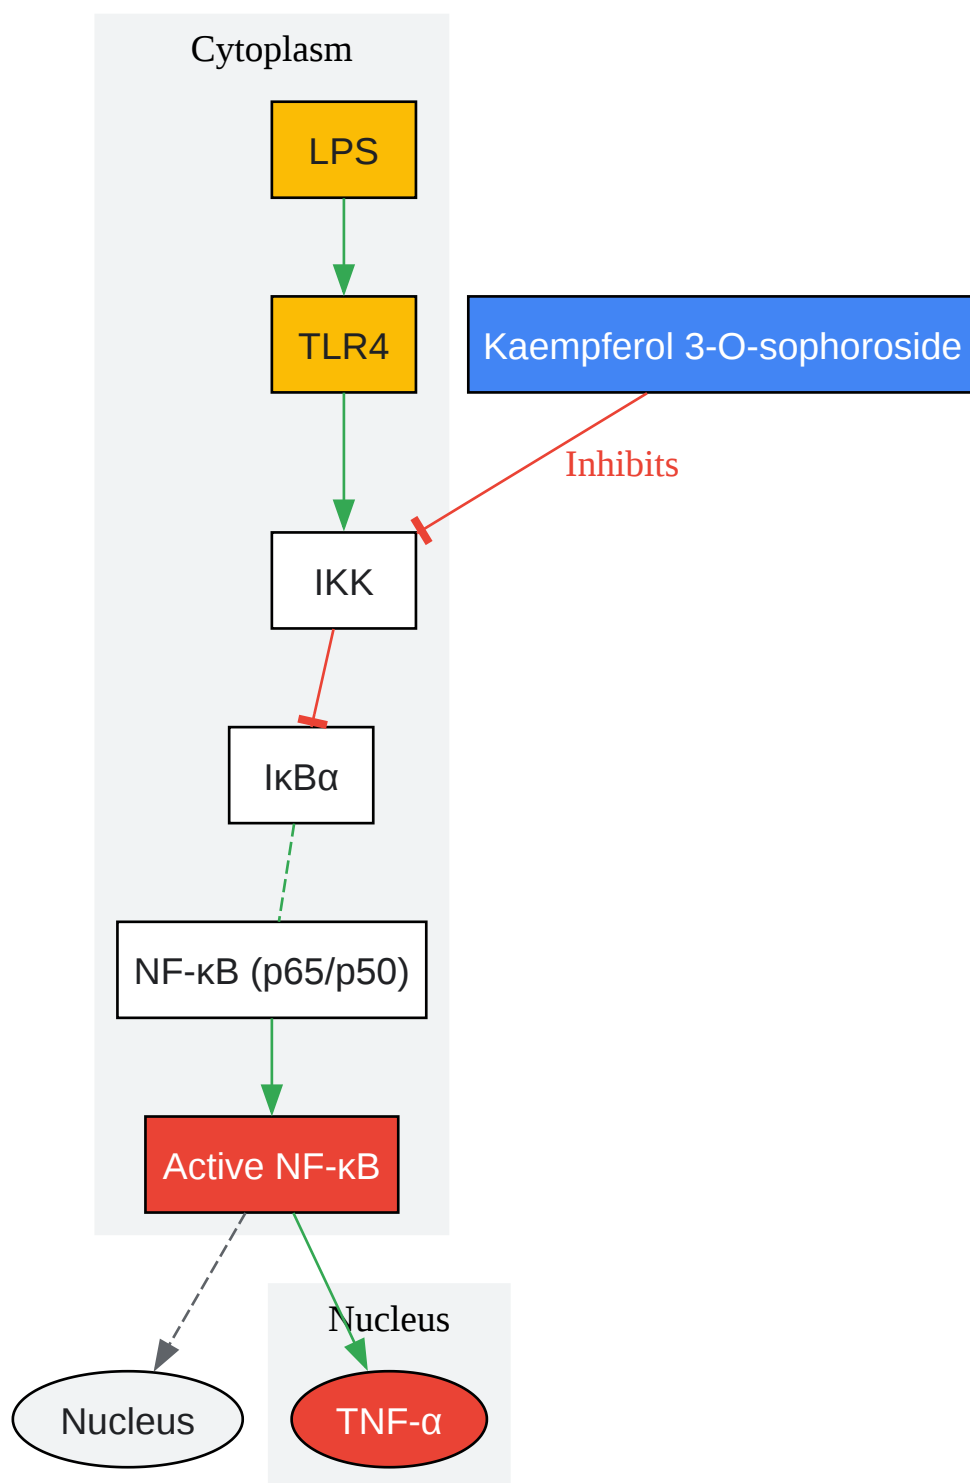 Cytoplasm
LPS
TLR4
Kaempferol 3-O-sophoroside
Inhibits
IKK
IκBα
NF-κB (p65/p50)
Active NF-κB
Nucleus
Nucleus
TNF-α